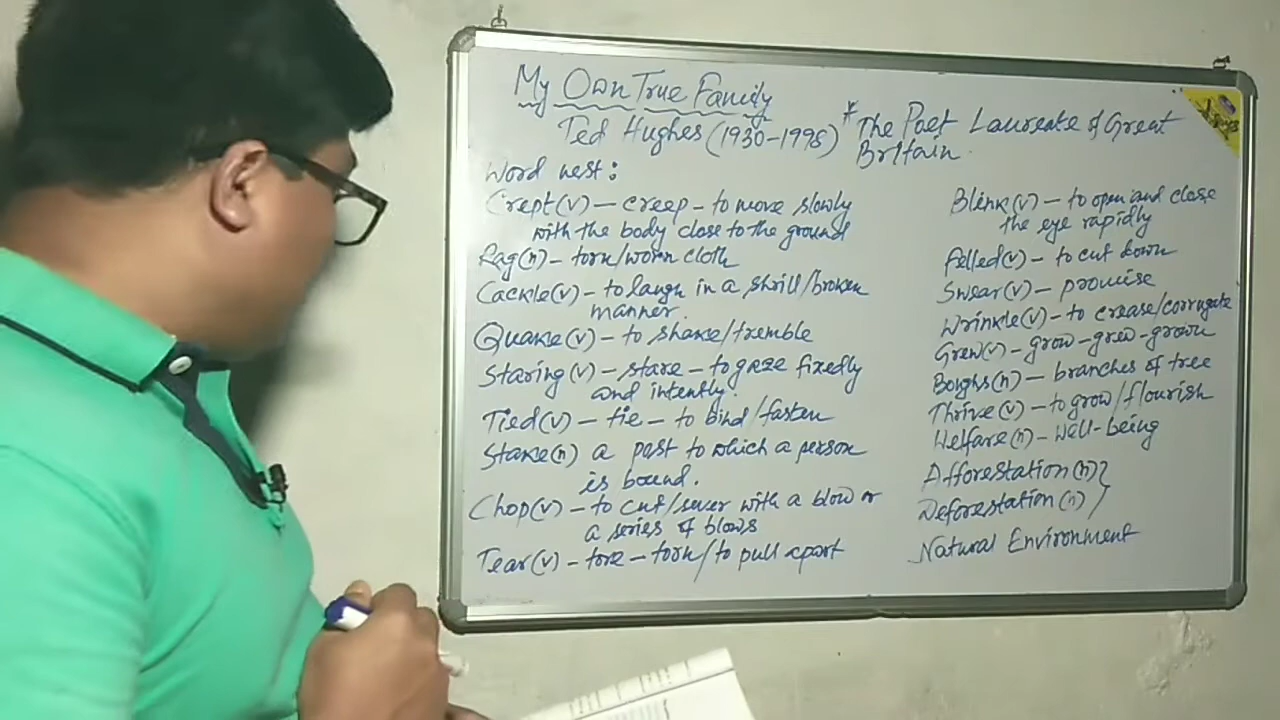 My Own True Family
Ted Hughes (1930-1998)
* The Poet Laureate of Great
Britain.
Word nest:
Crept(v) — creep - to move slowly
with the body close to the ground
Rag(n) - torn/worn cloth
Cackle(v) - to laugh in a shrill/broken
manner.
Quake(v) - to shake/tremble
Staring(v) - stare - to gaze fixedly
and intently.
Tied(v) - tie - to bind/fasten
Stake(n) a post to which a person
is bound.
Chop(v) - to cut/sever with a blow or
a series of blows
Tear(v) - tore - torn/to pull apart
Blink(v) - to open and close
the eye rapidly
felled(v) - to cut down
Swear(v) - promise
Wrinkle(v) - to crease/corrugate
Grew(v) - grow - grew - grown
Boughs(n) - branches of tree
Thrive(v) - to grow/flourish
Welfare(n) - well-being
Afforestation(n)
Deforestation(n)
Natural Environment